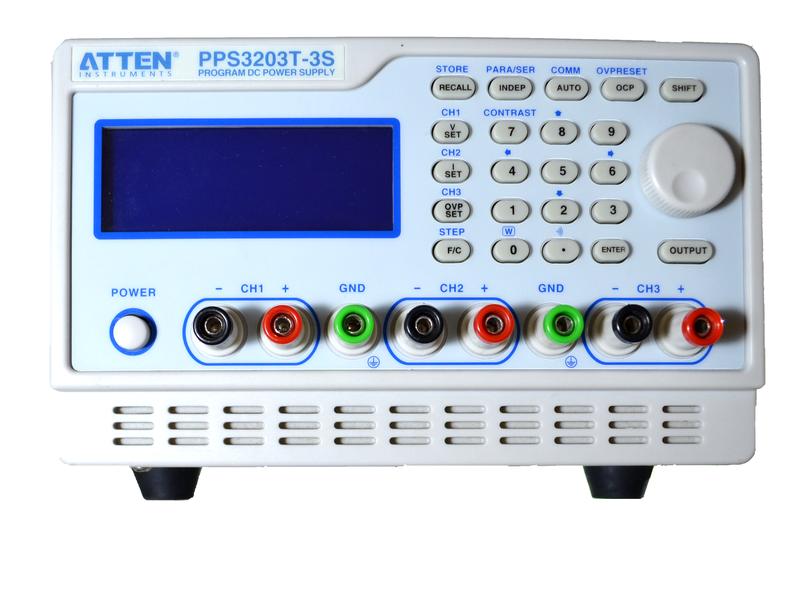 ATTEN®
INSTRUMENTS
PPS3203T-3S
PROGRAM DC POWER SUPPLY
STORE PARA/SER COMM OVPRESET
RECALL INDEP AUTO OCP SHIFT
CH1 CONTRAST
V SET 7 8 9
CH2
I SET 4 5 6
CH3
OVP SET 1 2 3
STEP W
F/C 0 . ENTER OUTPUT
POWER
− CH1 + GND − CH2 + GND − CH3 +